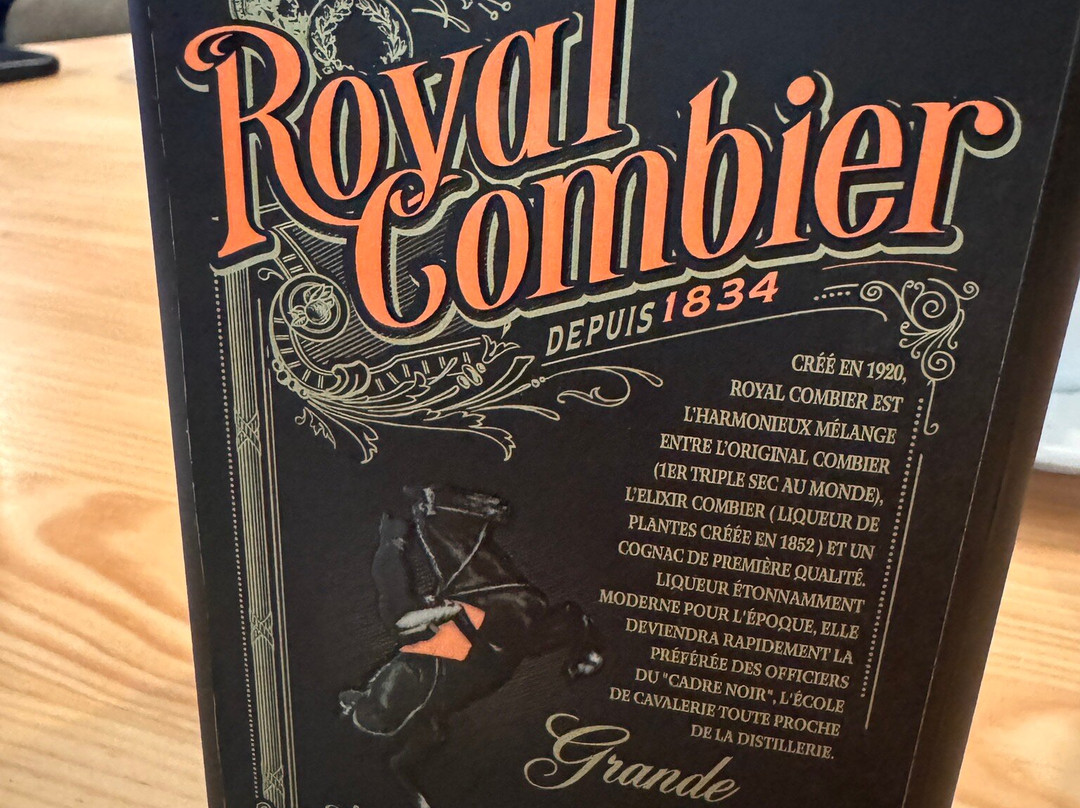 Royal
Combier
DEPUIS 1834
CRÉÉ EN 1920,
ROYAL COMBIER EST
L'HARMONIEUX MÉLANGE
ENTRE L'ORIGINAL COMBIER
(1ER TRIPLE SEC AU MONDE),
L'ELIXIR COMBIER ( LIQUEUR DE
PLANTES CRÉÉE EN 1852 ) ET UN
COGNAC DE PREMIÈRE QUALITÉ.
LIQUEUR ÉTONNAMMENT
MODERNE POUR L'ÉPOQUE, ELLE
DEVIENDRA RAPIDEMENT LA
PRÉFÉRÉE DES OFFICIERS
DU "CADRE NOIR", L'ÉCOLE
DE CAVALERIE TOUTE PROCHE
DE LA DISTILLERIE.
Grande